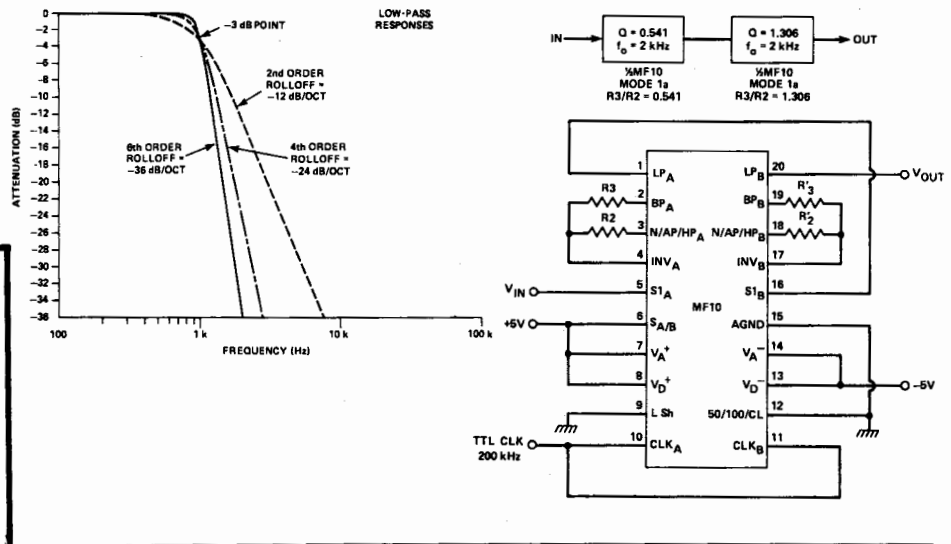 LOW-PASS
RESPONSES
0
-2
-4
-6
-8
-10
-12
-14
-16
-18
-20
-22
-24
-26
-28
-30
-32
-34
-36
ATTENUATION (dB)
-3 dB POINT
2nd ORDER
ROLLOFF =
-12 dB/OCT
6th ORDER
ROLLOFF =
-36 dB/OCT
4th ORDER
ROLLOFF =
-24 dB/OCT
100
1 k
10 k
100 k
FREQUENCY (Hz)
IN
Q = 0.541
fo = 2 kHz
Q = 1.306
fo = 2 kHz
OUT
½MF10
MODE 1a
R3/R2 = 0.541
½MF10
MODE 1a
R3/R2 = 1.306
1 LPA
LPB 20
VOUT
R3
2 BPA
BPB 19
R'3
R2
3 N/AP/HPA
N/AP/HPB 18
R'2
4 INVA
INVB 17
VIN
5 S1A
S1B 16
MF10
+5V
6 SA/B
AGND 15
7 VA+
VA− 14
8 VD+
VD− 13
−5V
9 L Sh
50/100/CL 12
TTL CLK
200 kHz
10 CLKA
CLKB 11